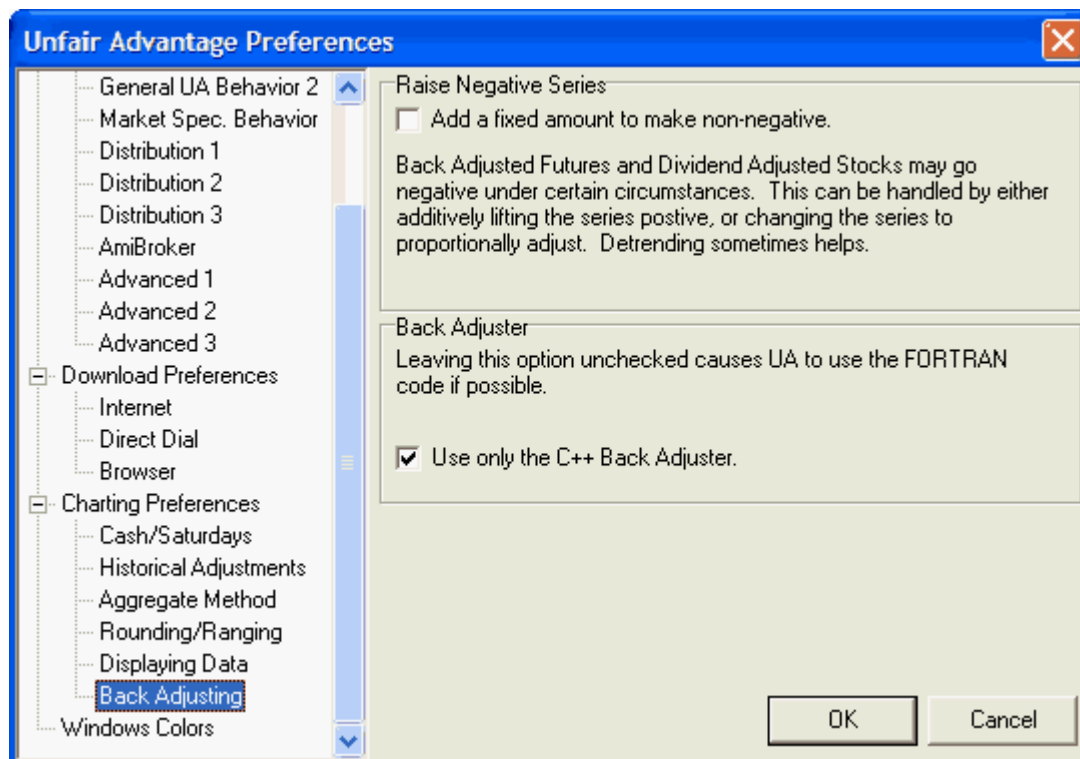 Unfair Advantage Preferences
General UA Behavior 2
Market Spec. Behavior
Distribution 1
Distribution 2
Distribution 3
AmiBroker
Advanced 1
Advanced 2
Advanced 3
Download Preferences
Internet
Direct Dial
Browser
Charting Preferences
Cash/Saturdays
Historical Adjustments
Aggregate Method
Rounding/Ranging
Displaying Data
Back Adjusting
Windows Colors
Raise Negative Series
Add a fixed amount to make non-negative.
Back Adjusted Futures and Dividend Adjusted Stocks may go
negative under certain circumstances. This can be handled by either
additively lifting the series postive, or changing the series to
proportionally adjust. Detrending sometimes helps.
Back Adjuster
Leaving this option unchecked causes UA to use the FORTRAN
code if possible.
Use only the C++ Back Adjuster.
OK
Cancel